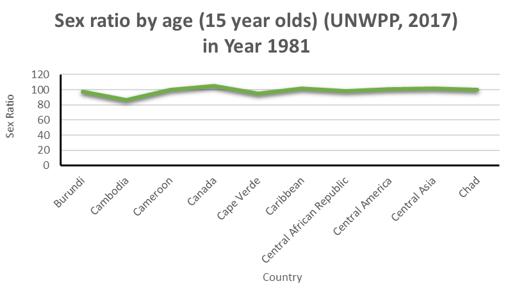 Sex ratio by age (15 year olds) (UNWPP, 2017)
in Year 1981
120
100
80
60
40
20
0
Sex Ratio
Burundi
Cambodia
Cameroon
Canada
Cape Verde
Caribbean
Central African Republic
Central America
Central Asia
Chad
Country